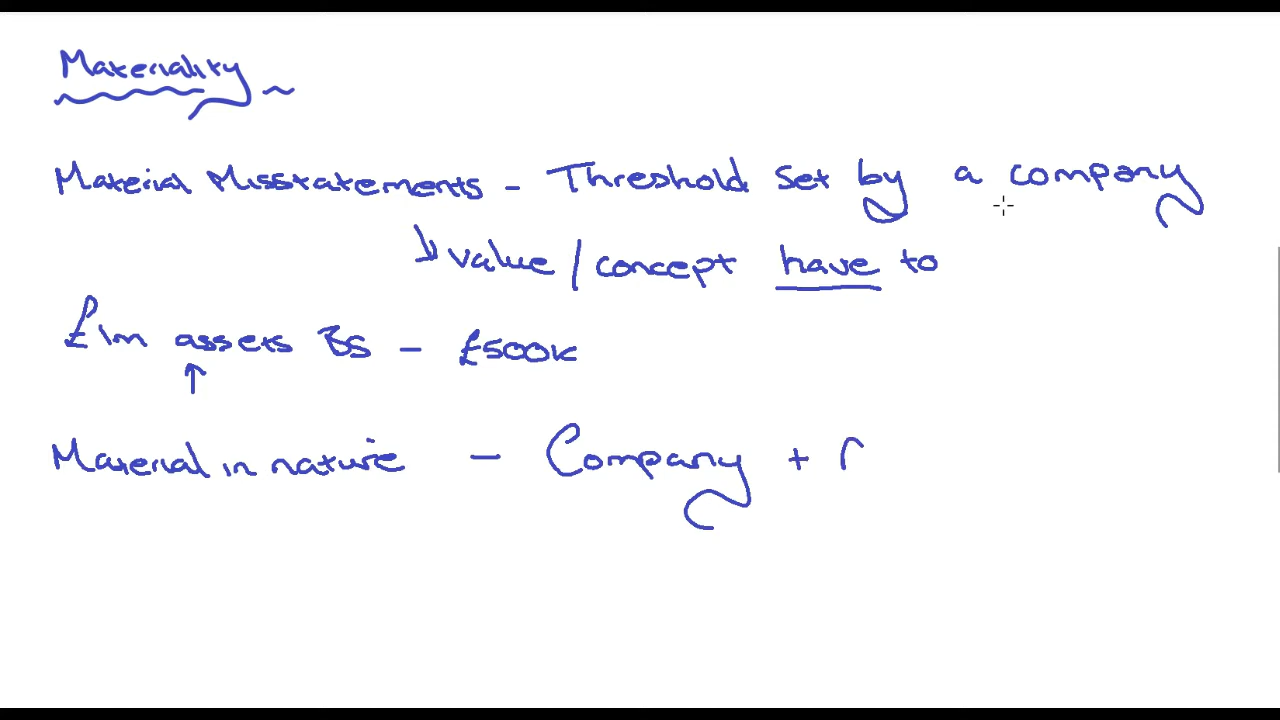 Materiality ~
Material Misstatements - Threshold set by a company
↳ value / concept have to
£1m assets BS - £500k
↑
Material in nature - Company +